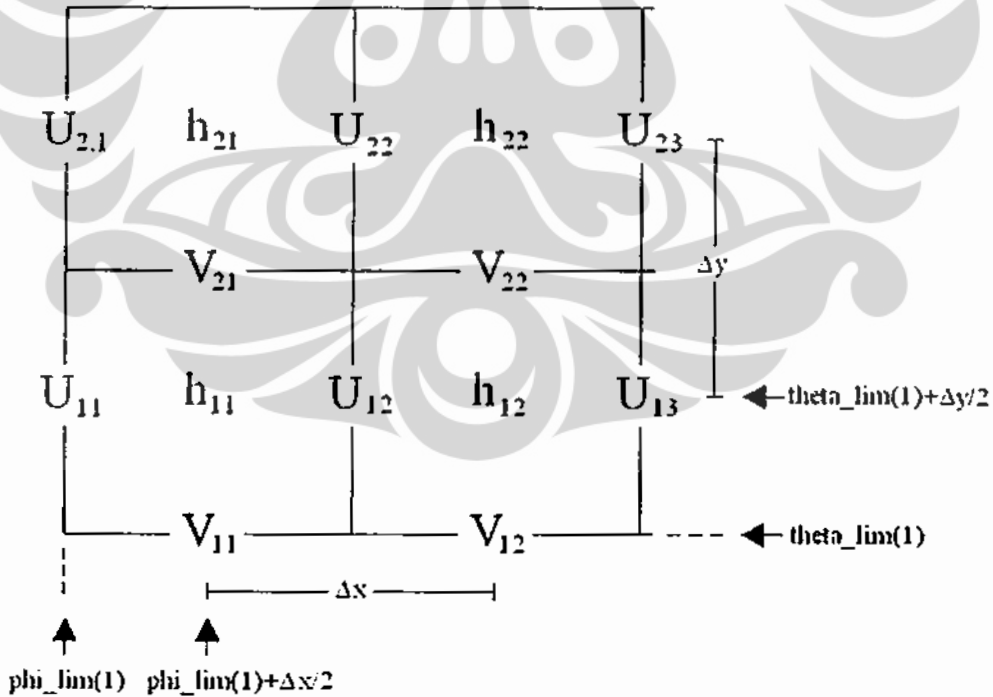 U₂.₁ h₂₁ U₂₂ h₂₂ U₂₃
V₂₁ V₂₂ Δy
U₁₁ h₁₁ U₁₂ h₁₂ U₁₃ theta_lim(1)+Δy/2
V₁₁ V₁₂ theta_lim(1)
Δx
phi_lim(1) phi_lim(1)+Δx/2